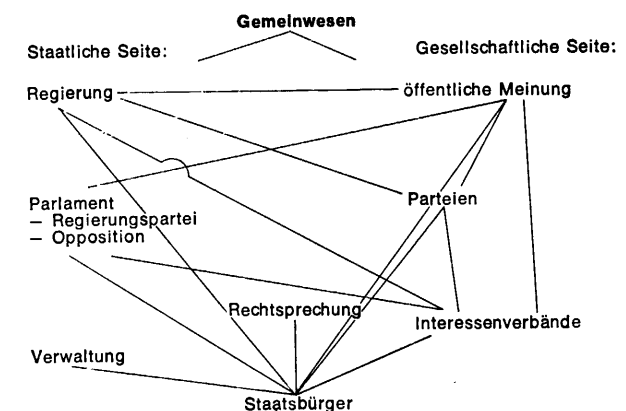 Gemeinwesen
Staatliche Seite:
Gesellschaftliche Seite:
Regierung
öffentliche Meinung
Parlament
– Regierungspartei
– Opposition
Parteien
Rechtsprechung
Interessenverbände
Verwaltung
Staatsbürger